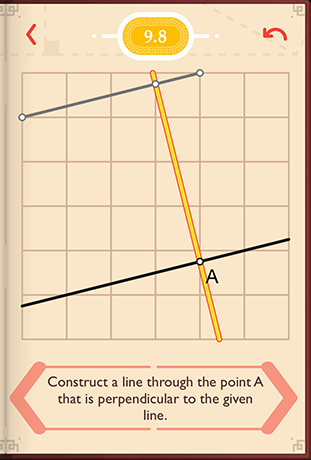 9.8
A
Construct a line through the point A
that is perpendicular to the given
line.